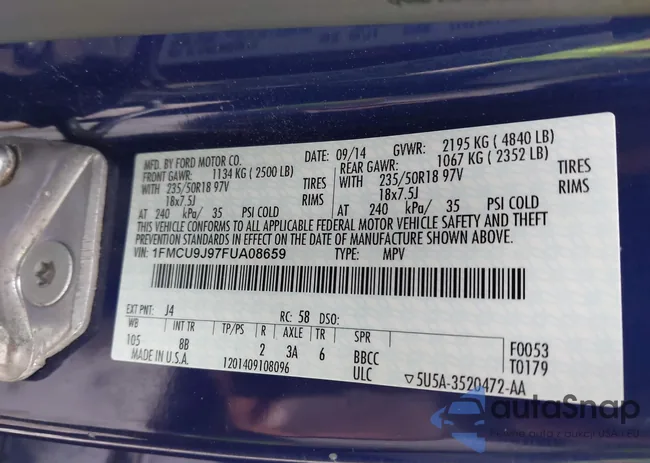 MFD. BY FORD MOTOR CO. DATE: 09/14 GVWR: 2195 KG ( 4840 LB)
FRONT GAWR: 1134 KG ( 2500 LB) REAR GAWR: 1067 KG ( 2352 LB)
WITH 235/50R18 97V TIRES WITH 235/50R18 97V TIRES
18x7.5J RIMS 18x7.5J RIMS
AT 240 kPa/ 35 PSI COLD AT 240 kPa/ 35 PSI COLD
THIS VEHICLE CONFORMS TO ALL APPLICABLE FEDERAL MOTOR VEHICLE SAFETY AND THEFT
PREVENTION STANDARDS IN EFFECT ON THE DATE OF MANUFACTURE SHOWN ABOVE.
VIN: 1FMCU9J97FUA08659 TYPE: MPV
EXT PNT: J4 RC: 58 DSO:
WB INT TR TP/PS R AXLE TR SPR F0053
105 8B 2 3A 6 BBCC T0179
MADE IN U.S.A. 1201409108096 ULC ▽5U5A-3520472-AA
autoSnap